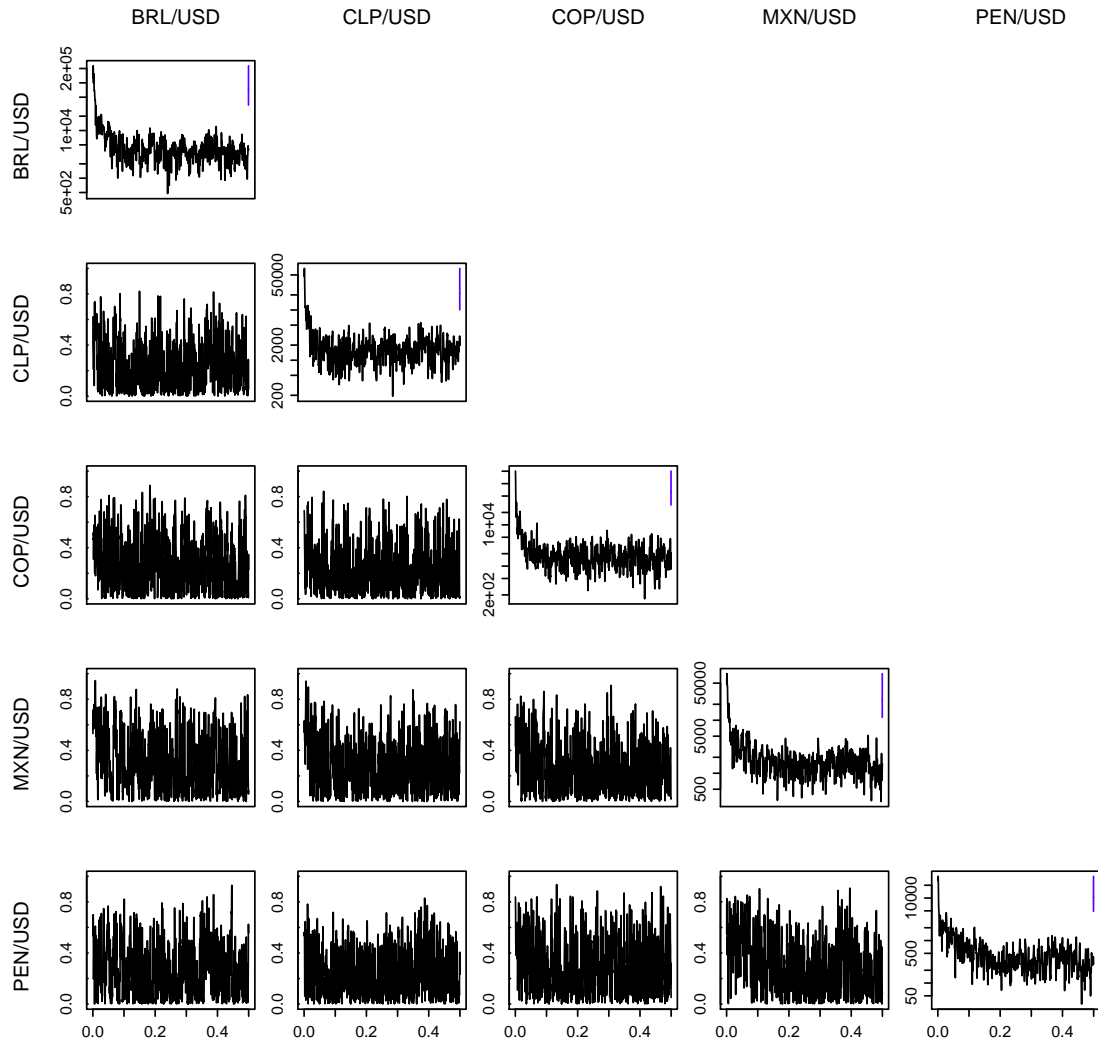 BRL/USD CLP/USD COP/USD MXN/USD PEN/USD
BRL/USD
5e+02 1e+04 2e+05
CLP/USD
0.0 0.4 0.8
200 2000 50000
COP/USD
0.0 0.4 0.8
0.0 0.4 0.8
2e+02 1e+04
MXN/USD
0.0 0.4 0.8
0.0 0.4 0.8
0.0 0.4 0.8
500 5000 50000
PEN/USD
0.0 0.4 0.8
0.0 0.4 0.8
0.0 0.4 0.8
0.0 0.4 0.8
50 500 10000
0.0 0.2 0.4 0.0 0.2 0.4 0.0 0.2 0.4 0.0 0.2 0.4 0.0 0.2 0.4